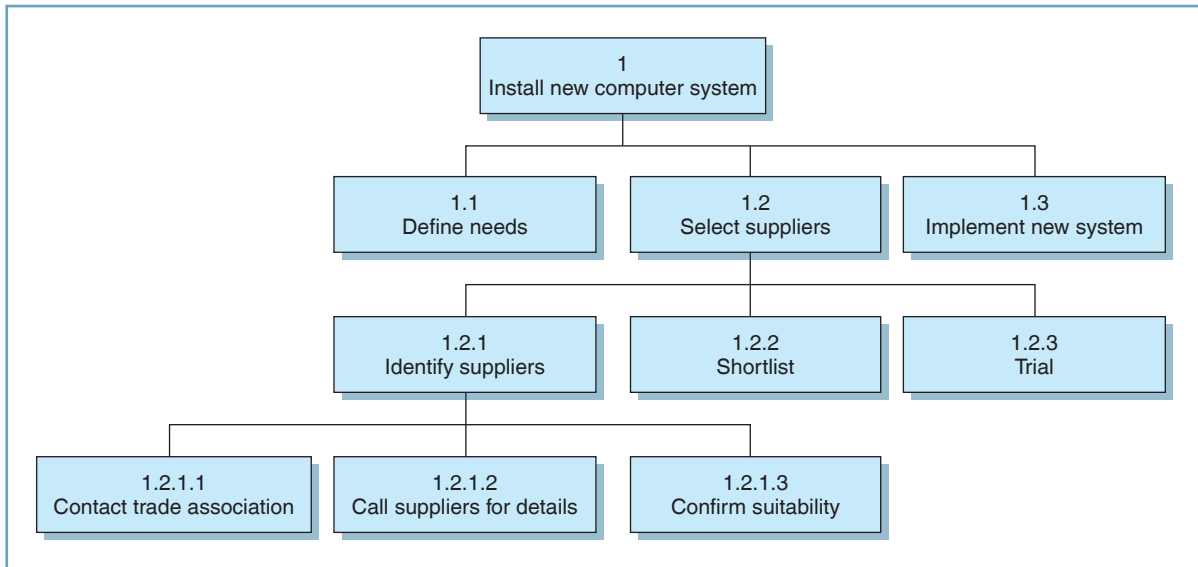 1
Install new computer system
1.1
Define needs
1.2
Select suppliers
1.3
Implement new system
1.2.1
Identify suppliers
1.2.2
Shortlist
1.2.3
Trial
1.2.1.1
Contact trade association
1.2.1.2
Call suppliers for details
1.2.1.3
Confirm suitability